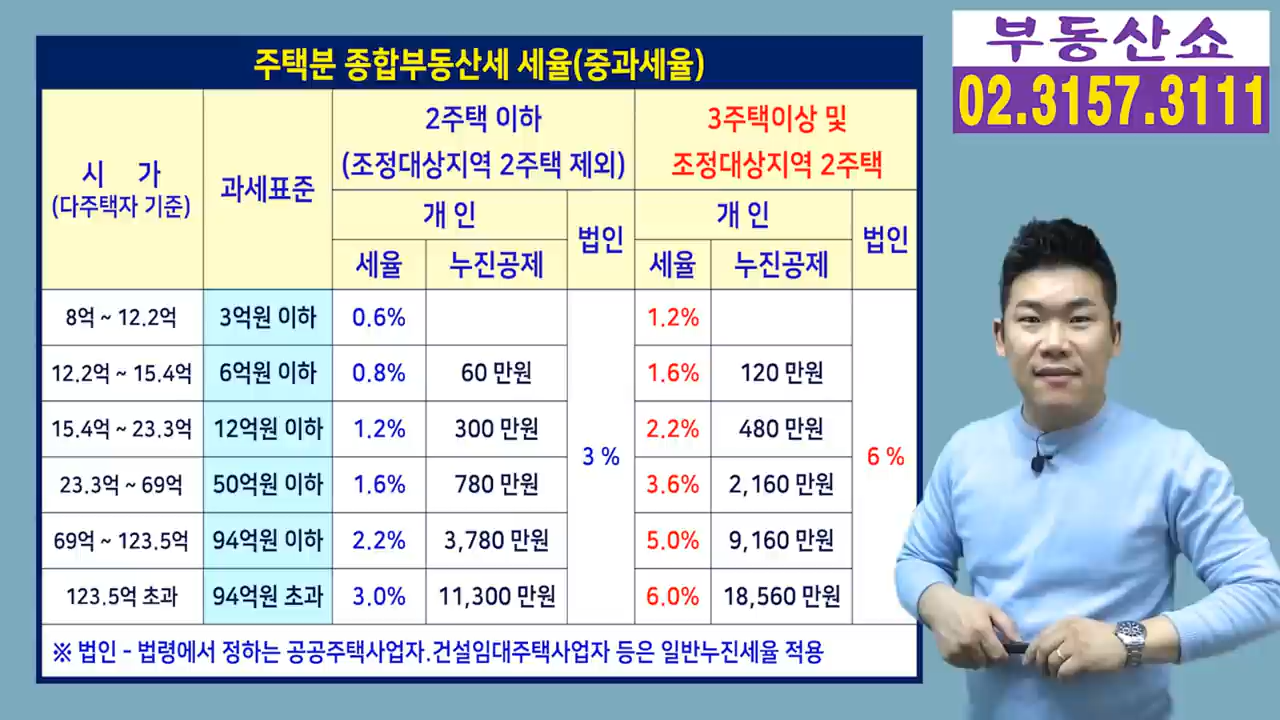 부동산쇼
02.3157.3111
주택분 종합부동산세 세율(중과세율)
시 가
(다주택자 기준)
과세표준
2주택 이하
(조정대상지역 2주택 제외)
3주택이상 및
조정대상지역 2주택
개 인
법인
개 인
법인
세율 누진공제
세율 누진공제
8억 ~ 12.2억 3억원 이하 0.6% 1.2%
12.2억 ~ 15.4억 6억원 이하 0.8% 60 만원 1.6% 120 만원
15.4억 ~ 23.3억 12억원 이하 1.2% 300 만원 2.2% 480 만원
3 % 6 %
23.3억 ~ 69억 50억원 이하 1.6% 780 만원 3.6% 2,160 만원
69억 ~ 123.5억 94억원 이하 2.2% 3,780 만원 5.0% 9,160 만원
123.5억 초과 94억원 초과 3.0% 11,300 만원 6.0% 18,560 만원
※ 법인 - 법령에서 정하는 공공주택사업자.건설임대주택사업자 등은 일반누진세율 적용